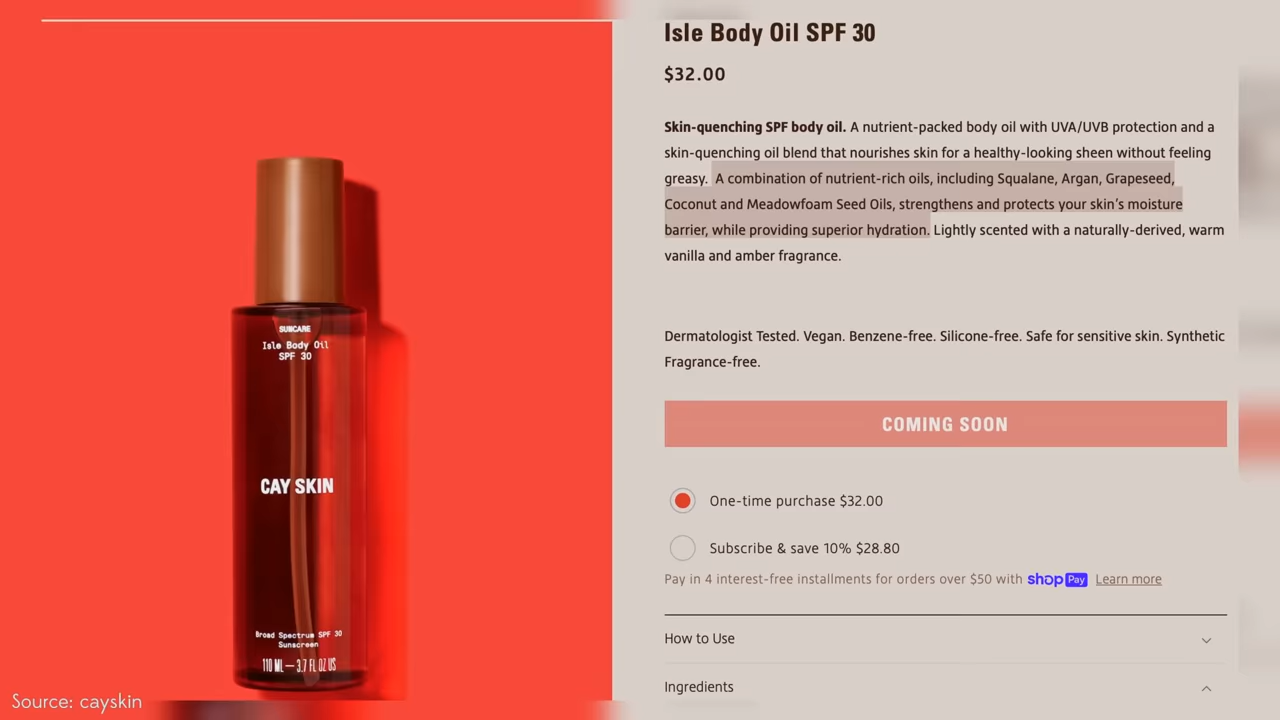 Isle Body Oil SPF 30
$32.00
Skin-quenching SPF body oil. A nutrient-packed body oil with UVA/UVB protection and a
skin-quenching oil blend that nourishes skin for a healthy-looking sheen without feeling
greasy. A combination of nutrient-rich oils, including Squalane, Argan, Grapeseed,
Coconut and Meadowfoam Seed Oils, strengthens and protects your skin's moisture
barrier, while providing superior hydration. Lightly scented with a naturally-derived, warm
vanilla and amber fragrance.
Dermatologist Tested. Vegan. Benzene-free. Silicone-free. Safe for sensitive skin. Synthetic
Fragrance-free.
COMING SOON
One-time purchase $32.00
Subscribe & save 10% $28.80
Pay in 4 interest-free installments for orders over $50 with shop Pay Learn more
How to Use
Ingredients
SUNCARE
Isle Body Oil
SPF 30
CAY SKIN
Broad Spectrum SPF 30
Sunscreen
110 ML — 3.7 FL OZ US
Source: cayskin